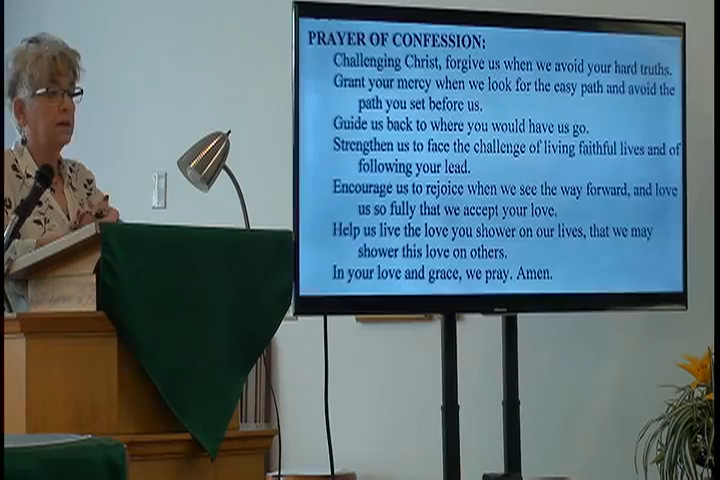 PRAYER OF CONFESSION:
Challenging Christ, forgive us when we avoid your hard truths.
Grant your mercy when we look for the easy path and avoid the
path you set before us.
Guide us back to where you would have us go.
Strengthen us to face the challenge of living faithful lives and of
following your lead.
Encourage us to rejoice when we see the way forward, and love
us so fully that we accept your love.
Help us live the love you shower on our lives, that we may
shower this love on others.
In your love and grace, we pray. Amen.